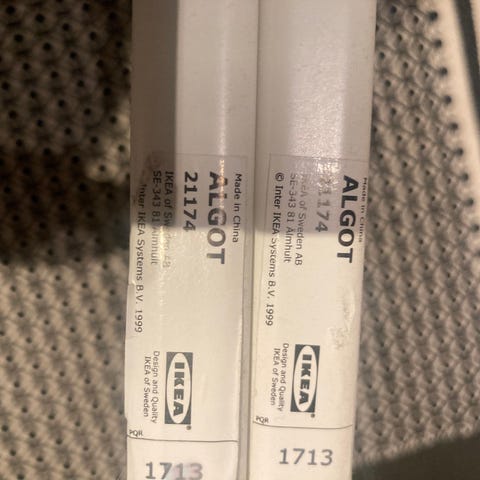 Made in China
ALGOT
21174
IKEA of Sweden AB
SE-343 81 Älmhult
Inter IKEA Systems B.V. 1999
IKEA
Design and Quality
IKEA of Sweden
PQR
1713
Made in China
ALGOT
21174
IKEA of Sweden AB
SE-343 81 Älmhult
© Inter IKEA Systems B.V. 1999
IKEA
Design and Quality
IKEA of Sweden
PQR
1713